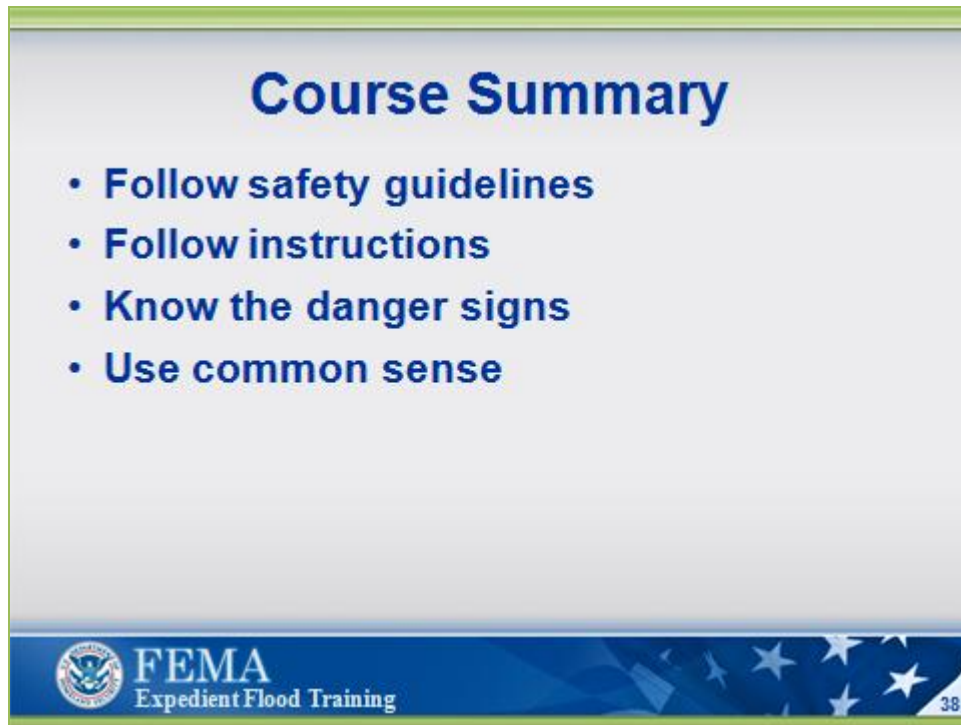 Course Summary
• Follow safety guidelines
• Follow instructions
• Know the danger signs
• Use common sense
FEMA
Expedient Flood Training
38